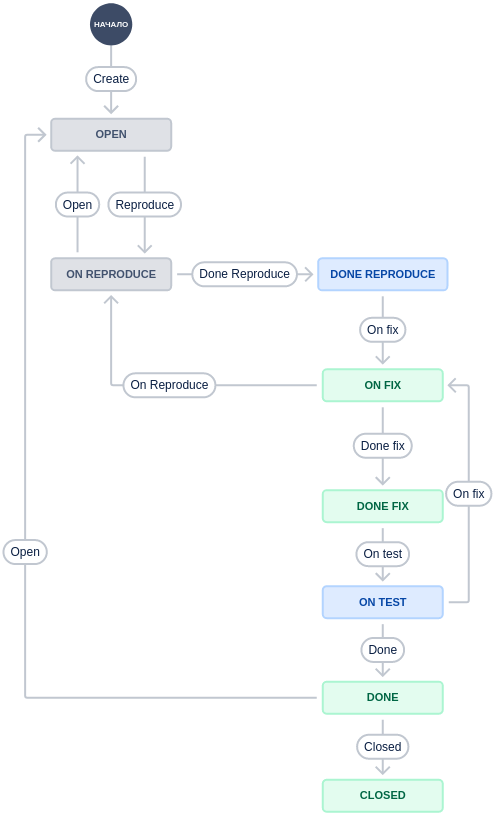 НАЧАЛО
Create
OPEN
Open
Reproduce
ON REPRODUCE
Done Reproduce
DONE REPRODUCE
On fix
On Reproduce
ON FIX
Done fix
On fix
DONE FIX
Open
On test
ON TEST
Done
DONE
Closed
CLOSED